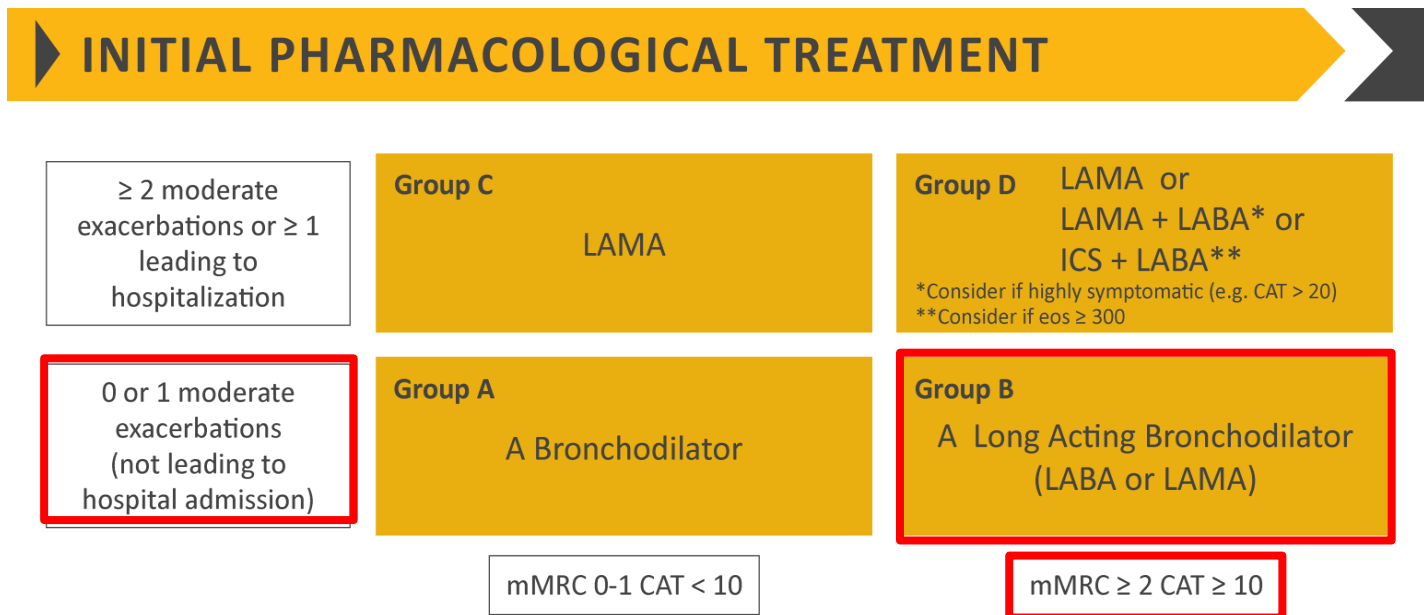 INITIAL PHARMACOLOGICAL TREATMENT
≥ 2 moderate
exacerbations or ≥ 1
leading to
hospitalization
Group C
LAMA
Group D
LAMA or
LAMA + LABA* or
ICS + LABA**
*Consider if highly symptomatic (e.g. CAT > 20)
**Consider if eos ≥ 300
0 or 1 moderate
exacerbations
(not leading to
hospital admission)
Group A
A Bronchodilator
Group B
A Long Acting Bronchodilator
(LABA or LAMA)
mMRC 0-1 CAT < 10
mMRC ≥ 2 CAT ≥ 10